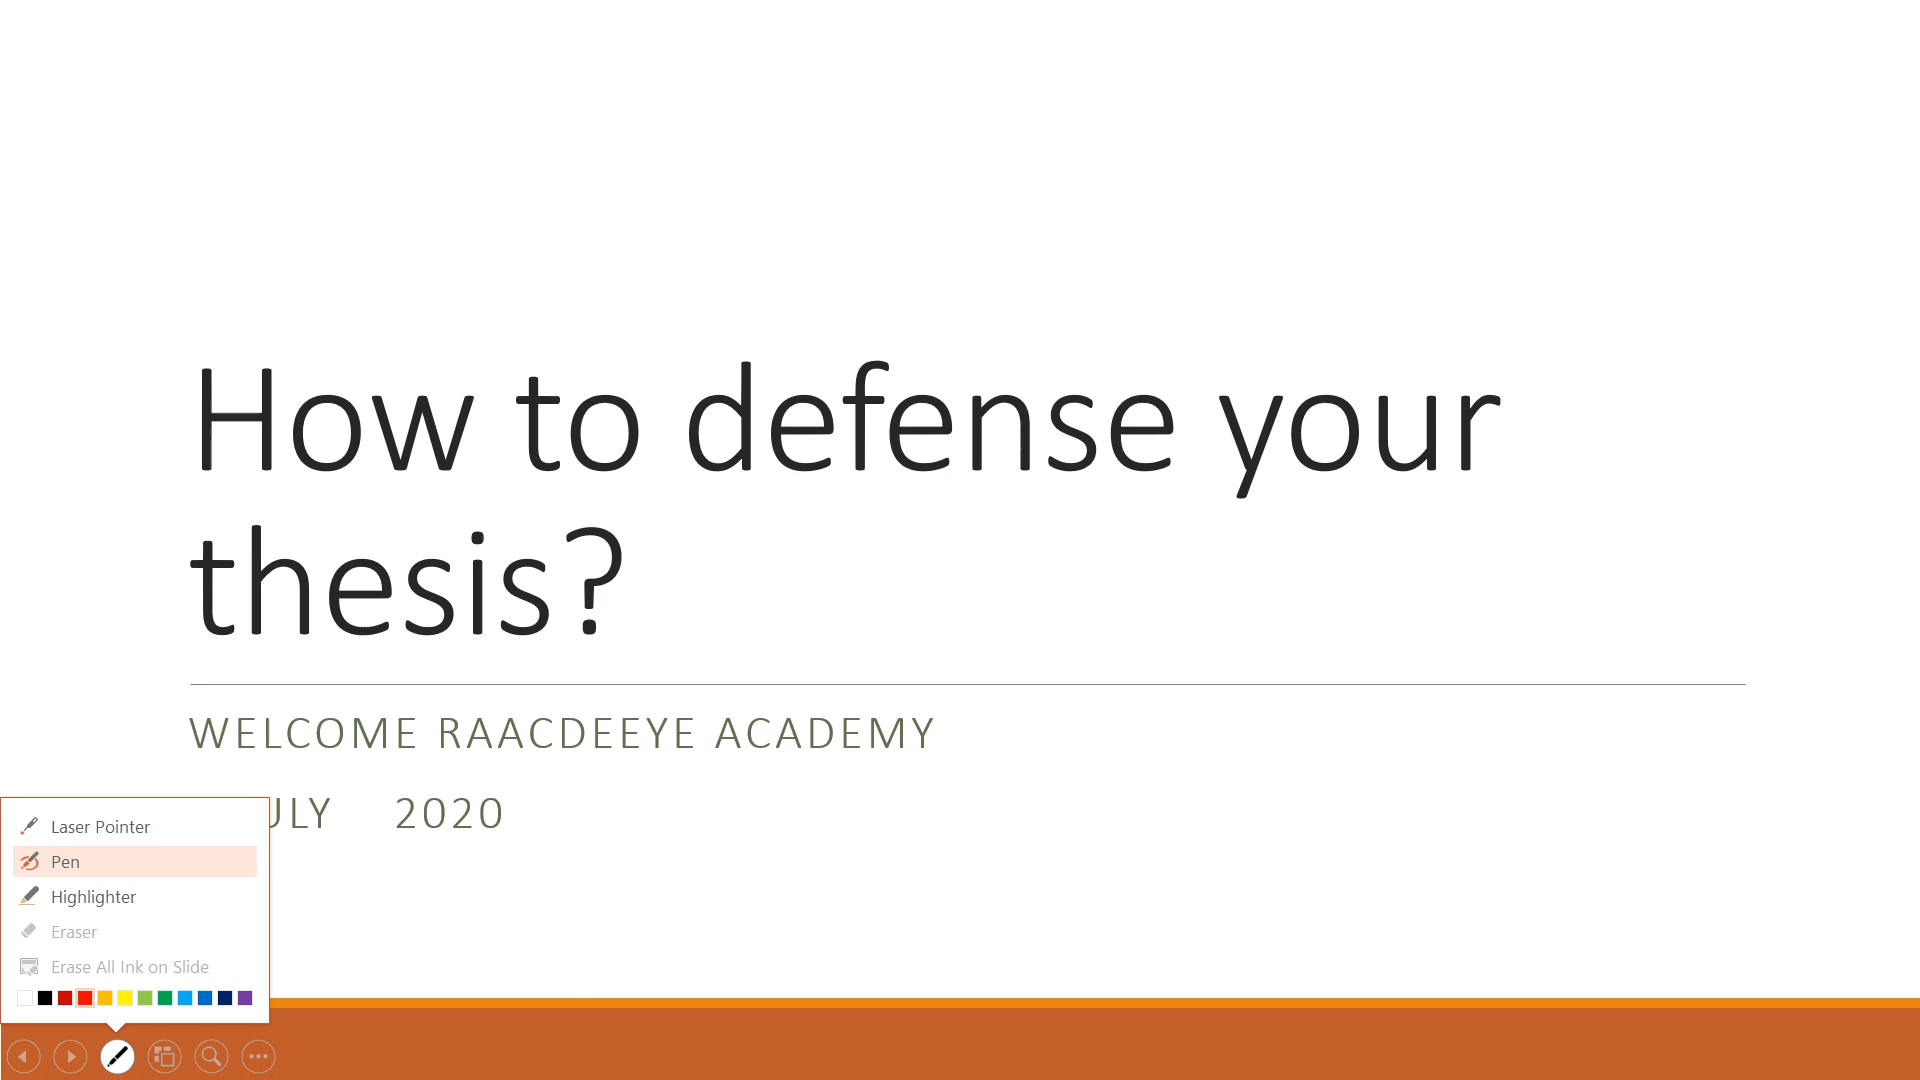 How to defense your
thesis?
WELCOME RAACDEEYE ACADEMY
2020
Laser Pointer
Pen
Highlighter
Eraser
Erase All Ink on Slide